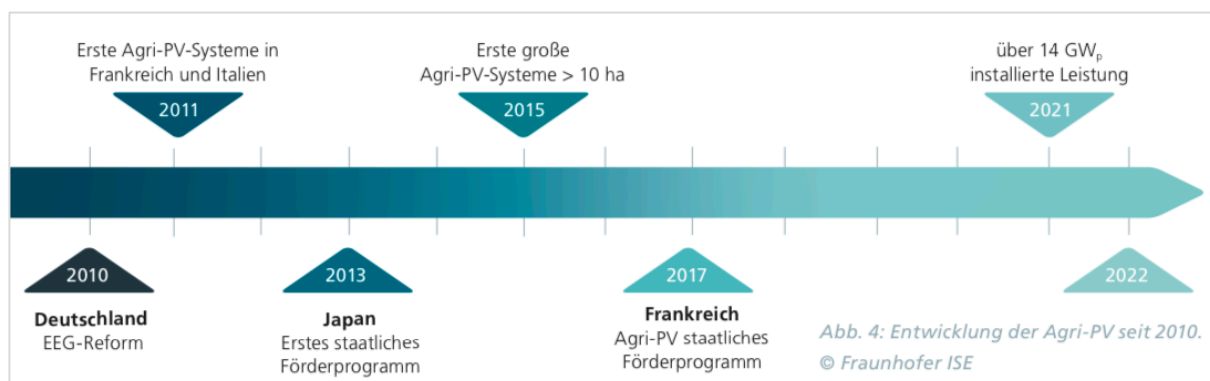 Erste Agri-PV-Systeme in
Frankreich und Italien
2011
Erste große
Agri-PV-Systeme > 10 ha
2015
über 14 GWₚ
installierte Leistung
2021
2010
Deutschland
EEG-Reform
2013
Japan
Erstes staatliches
Förderprogramm
2017
Frankreich
Agri-PV staatliches
Förderprogramm
2022
Abb. 4: Entwicklung der Agri-PV seit 2010.
© Fraunhofer ISE